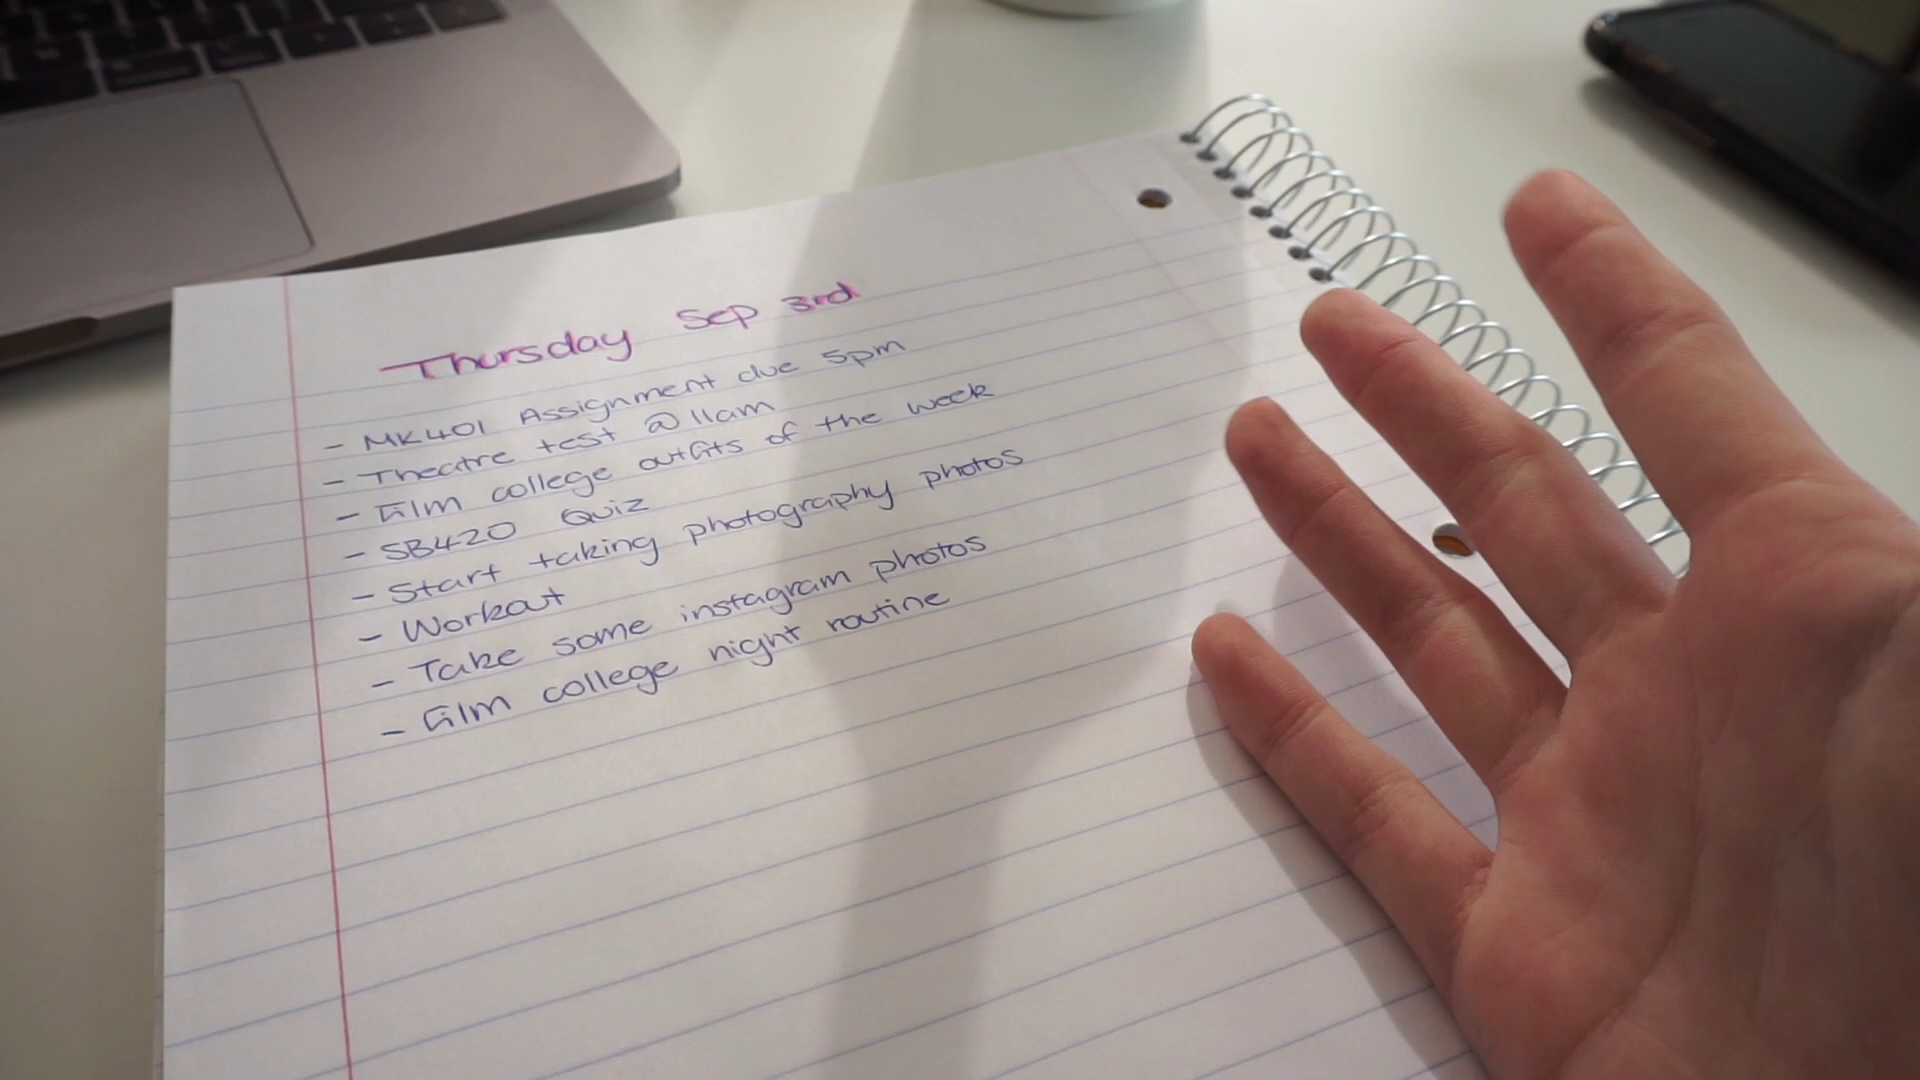 Thursday Sep 3rd
- MK401 Assignment due 5pm
- Theatre test @ 11am
- Film college outfits of the week
- SB420 Quiz
- Start taking photography photos
- Workout
- Take some instagram photos
- Film college night routine